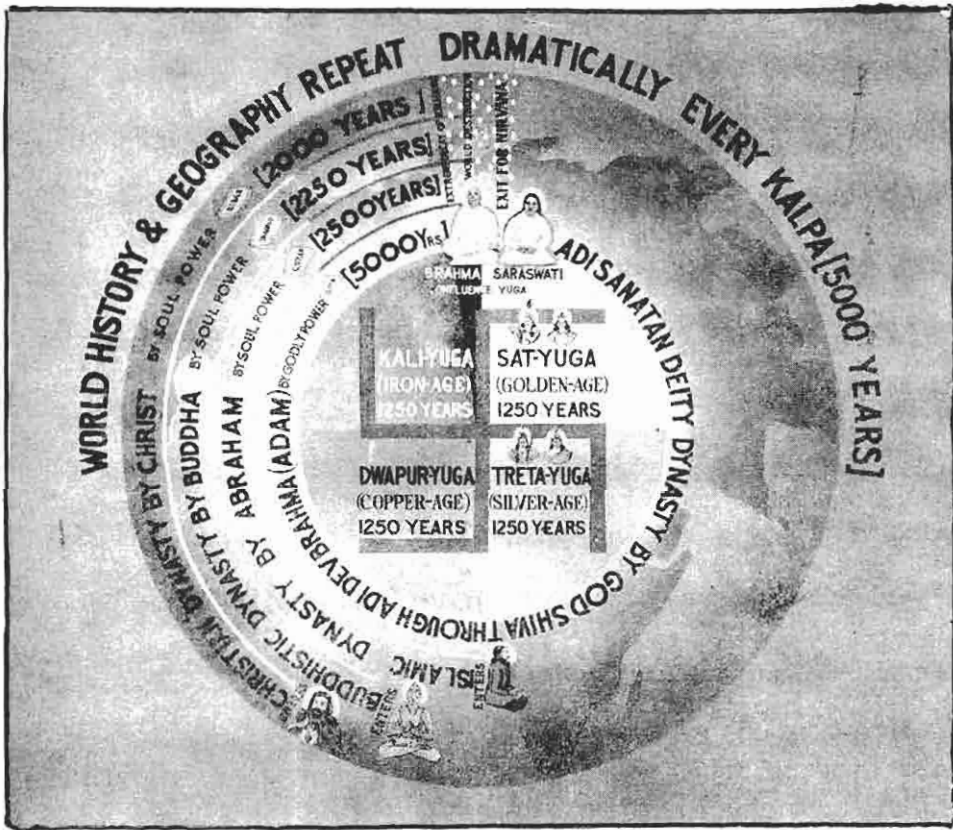 WORLD HISTORY & GEOGRAPHY REPEAT DRAMATICALLY EVERY KALPA [5000 YEARS]
CHRISTIAN DYNASTY BY CHRIST BY SOUL POWER [2000 YEARS]
BUDDHISTIC DYNASTY BY BUDDHA BY SOUL POWER [2250 YEARS]
ISLAMIC DYNASTY BY ABRAHAM BY SOUL POWER [2500 YEARS]
ADI SANATAN DEITY DYNASTY BY GOD SHIVA THROUGH ADI DEV BRAHMA (ADAM) BY GODLY POWER [5000 YRS]
WORLD DESTRUCTION
EXIT FOR NIRVANA
BRAHMA SARASWATI
CONFLUENCE YUGA
KALI-YUGA
(IRON-AGE)
1250 YEARS
SAT-YUGA
(GOLDEN-AGE)
1250 YEARS
DWAPUR-YUGA
(COPPER-AGE)
1250 YEARS
TRETA-YUGA
(SILVER-AGE)
1250 YEARS
ENTERS
ENTERS